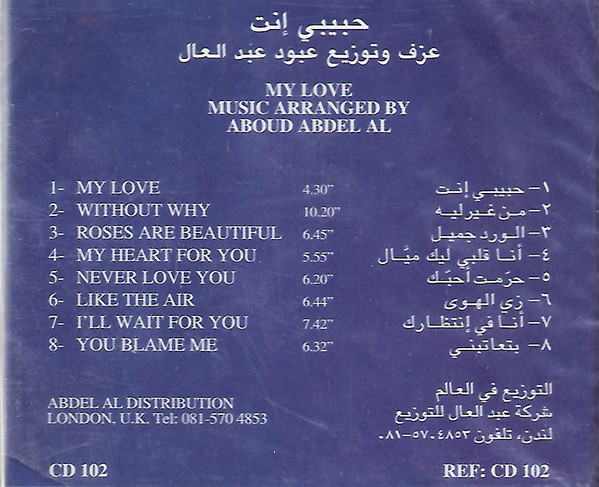 حبيبي إنت
عزف وتوزيع عبود عبد العال
MY LOVE
MUSIC ARRANGED BY
ABOUD ABDEL AL
1- MY LOVE 4.30” ١- حبيبي إنت
2- WITHOUT WHY 10.20” ٢- من غير ليه
3- ROSES ARE BEAUTIFUL 6.45” ٣- الورد جميل
4- MY HEART FOR YOU 5.55” ٤- أنا قلبي ليك ميَّال
5- NEVER LOVE YOU 6.20” ٥- حرَمت أحبَك
6- LIKE THE AIR 6.44” ٦- زي الهوى
7- I'LL WAIT FOR YOU 7.42” ٧- أنا في إنتظارك
8- YOU BLAME ME 6.32” ٨- بتعاتبني
ABDEL AL DISTRIBUTION
LONDON, U.K. Tel: 081-570 4853
التوزيع في العالم
شركة عبد العال للتوزيع
لندن، تلفون ٤٨٥٣ ٥٧٠-٠٨١
CD 102 REF: CD 102